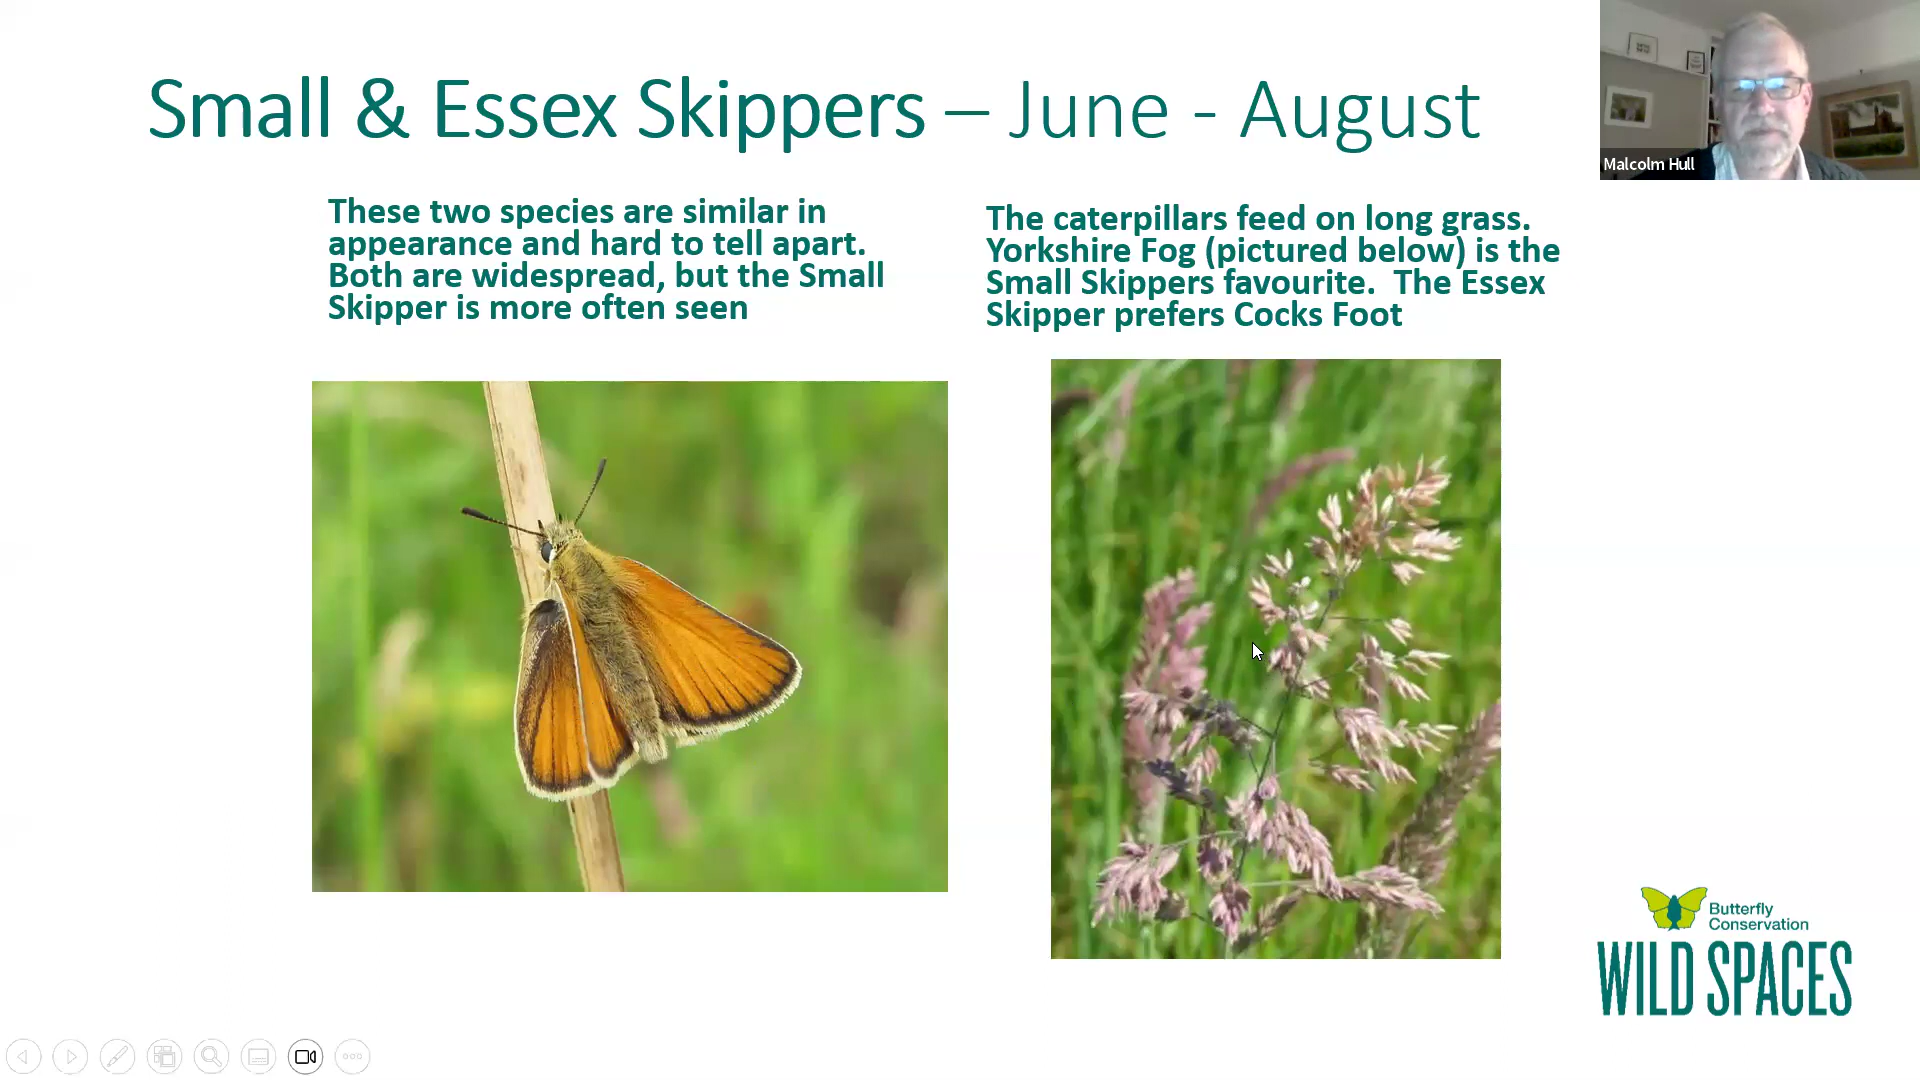 Small & Essex Skippers – June - August
Malcolm Hull
These two species are similar in
appearance and hard to tell apart.
Both are widespread, but the Small
Skipper is more often seen
The caterpillars feed on long grass.
Yorkshire Fog (pictured below) is the
Small Skippers favourite.  The Essex
Skipper prefers Cocks Foot
Butterfly
Conservation
WILD SPACES